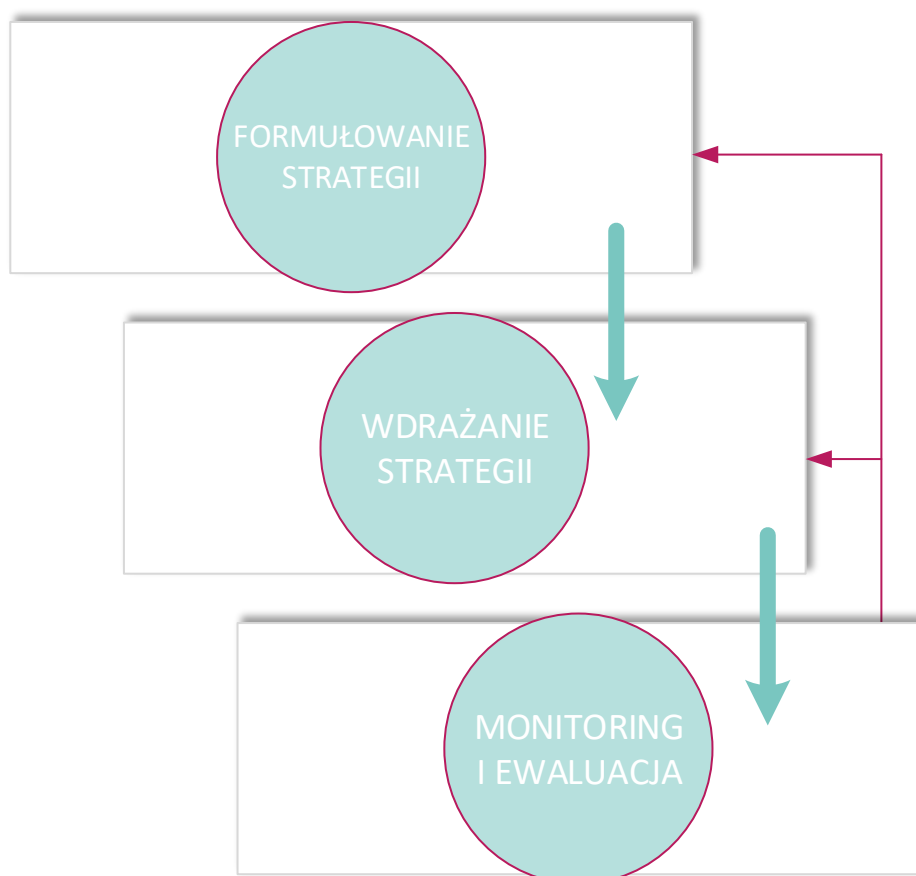 FORMUŁOWANIE
STRATEGII
WDRAŻANIE
STRATEGII
MONITORING
I EWALUACJA